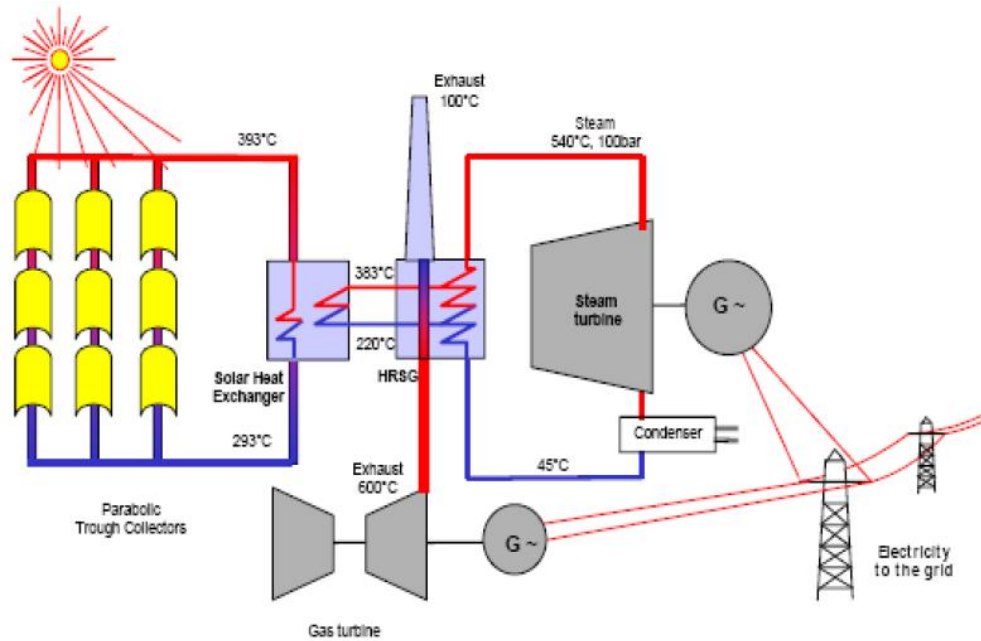 Exhaust
100°C
Steam
540°C, 100bar
393°C
383°C
Steam
turbine
G ~
220°C
HRSG
Solar Heat
Exchanger
293°C
Condenser
45°C
Exhaust
600°C
Parabolic
Trough Collectors
G ~
Electricity
to the grid
Gas turbine